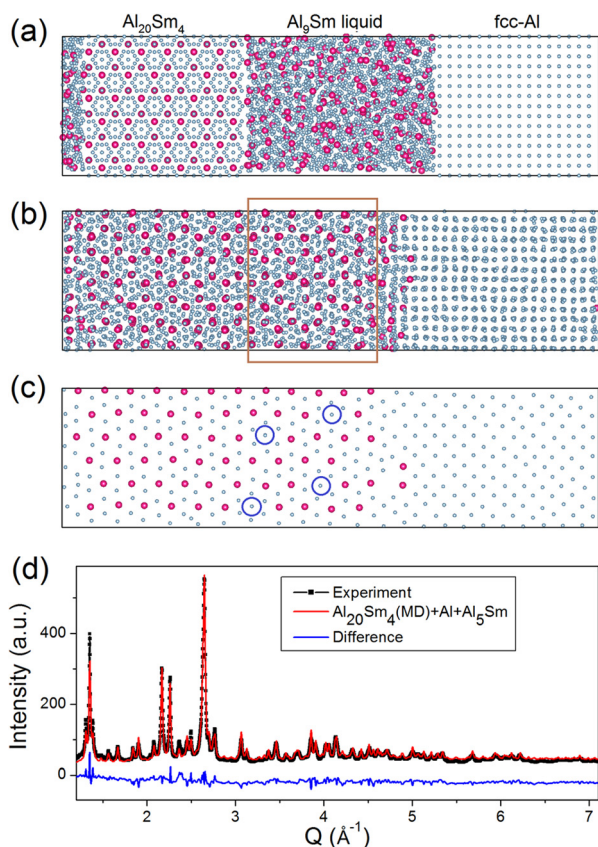 (a) Al₂₀Sm₄ Al₉Sm liquid fcc-Al
(b)
(c)
(d)
Experiment
Al₂₀Sm₄(MD)+Al+Al₅Sm
Difference
Intensity (a.u.)
400
200
0
2 3 4 5 6 7
Q (Å⁻¹)